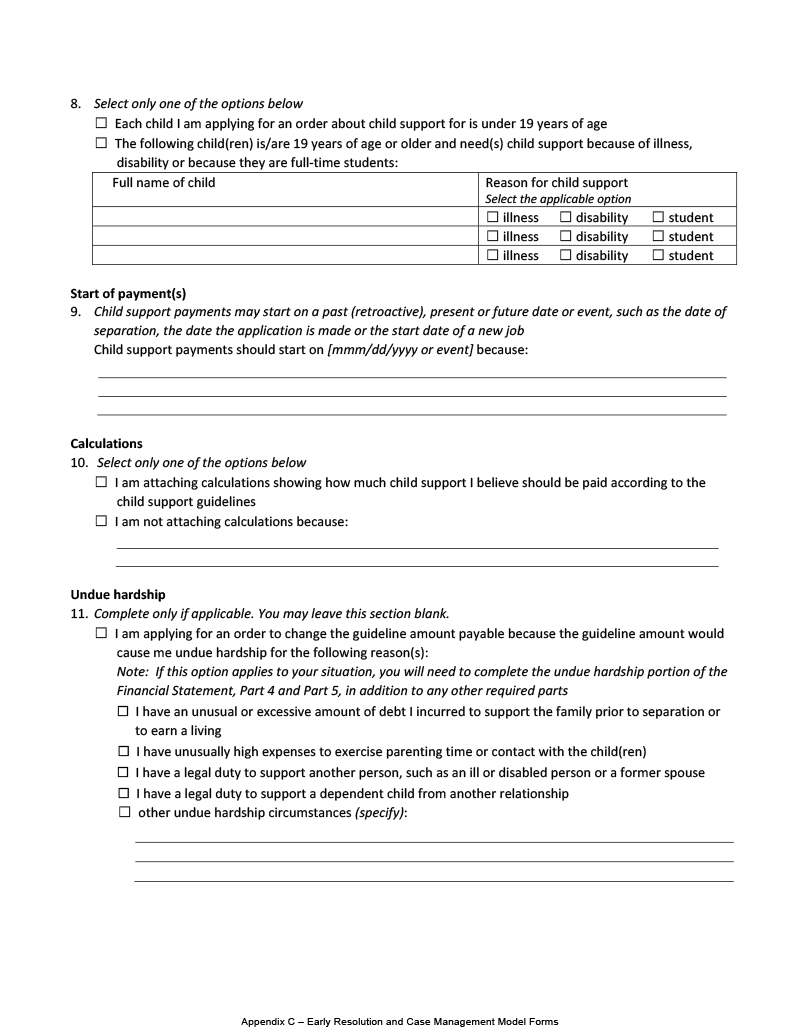 8. Select only one of the options below
☐ Each child I am applying for an order about child support for is under 19 years of age
☐ The following child(ren) is/are 19 years of age or older and need(s) child support because of illness,
disability or because they are full-time students:
Full name of child Reason for child support
Select the applicable option
☐ illness ☐ disability ☐ student
☐ illness ☐ disability ☐ student
☐ illness ☐ disability ☐ student
Start of payment(s)
9. Child support payments may start on a past (retroactive), present or future date or event, such as the date of
separation, the date the application is made or the start date of a new job
Child support payments should start on [mmm/dd/yyyy or event] because:
Calculations
10. Select only one of the options below
☐ I am attaching calculations showing how much child support I believe should be paid according to the
child support guidelines
☐ I am not attaching calculations because:
Undue hardship
11. Complete only if applicable. You may leave this section blank.
☐ I am applying for an order to change the guideline amount payable because the guideline amount would
cause me undue hardship for the following reason(s):
Note: If this option applies to your situation, you will need to complete the undue hardship portion of the
Financial Statement, Part 4 and Part 5, in addition to any other required parts
☐ I have an unusual or excessive amount of debt I incurred to support the family prior to separation or
to earn a living
☐ I have unusually high expenses to exercise parenting time or contact with the child(ren)
☐ I have a legal duty to support another person, such as an ill or disabled person or a former spouse
☐ I have a legal duty to support a dependent child from another relationship
☐ other undue hardship circumstances (specify):
Appendix C – Early Resolution and Case Management Model Forms